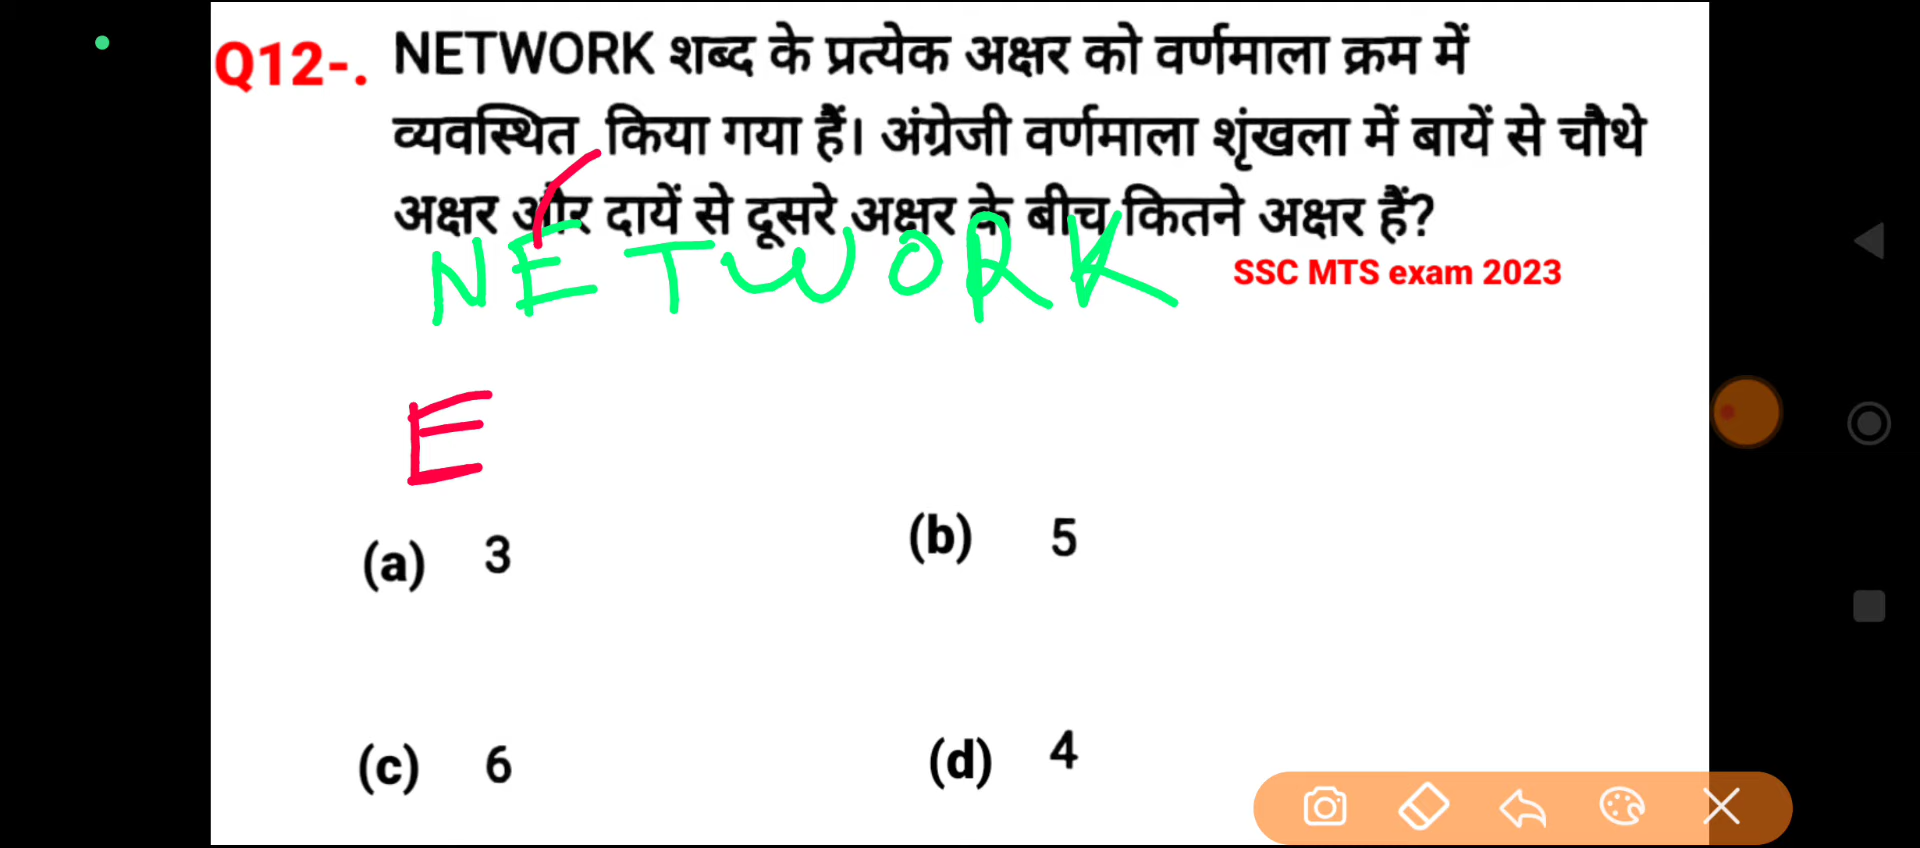 Q12-. NETWORK शब्द के प्रत्येक अक्षर को वर्णमाला क्रम में
व्यवस्थित किया गया हैं। अंग्रेजी वर्णमाला शृंखला में बायें से चौथे
अक्षर और दायें से दूसरे अक्षर के बीच कितने अक्षर हैं?
NETWORK
SSC MTS exam 2023
E
(a) 3
(b) 5
(c) 6
(d) 4